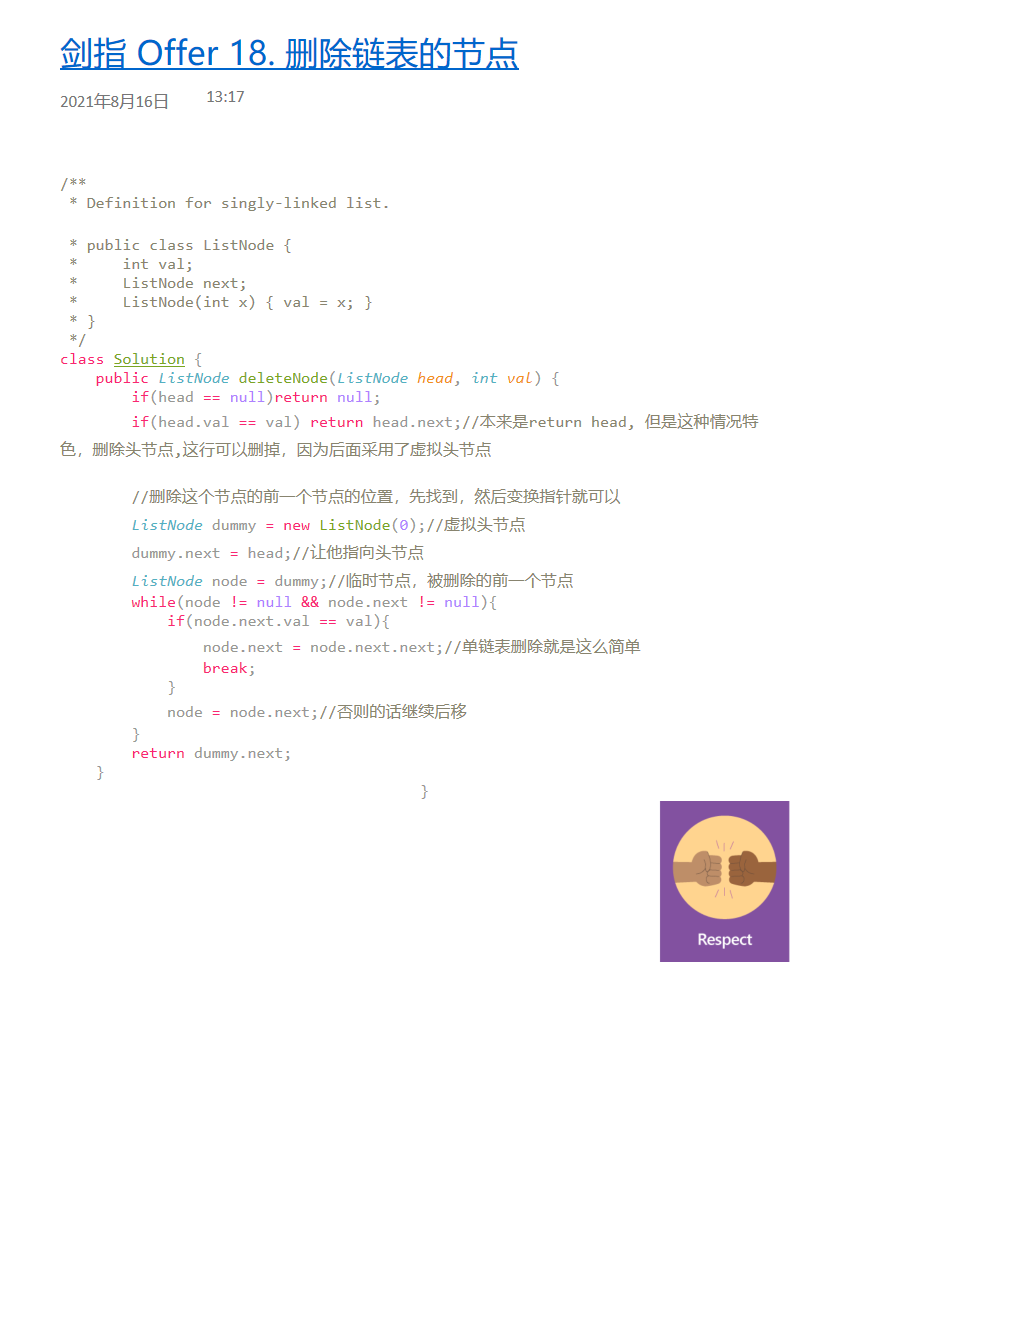 剑指 Offer 18. 删除链表的节点
2021年8月16日 13:17
/**
 * Definition for singly-linked list.
 * public class ListNode {
 *     int val;
 *     ListNode next;
 *     ListNode(int x) { val = x; }
 * }
 */
class Solution {
    public ListNode deleteNode(ListNode head, int val) {
        if(head == null)return null;
        if(head.val == val) return head.next;//本来是return head, 但是这种情况特
色，删除头节点,这行可以删掉，因为后面采用了虚拟头节点
        //删除这个节点的前一个节点的位置，先找到，然后变换指针就可以
        ListNode dummy = new ListNode(0);//虚拟头节点
        dummy.next = head;//让他指向头节点
        ListNode node = dummy;//临时节点，被删除的前一个节点
        while(node != null && node.next != null){
            if(node.next.val == val){
                node.next = node.next.next;//单链表删除就是这么简单
                break;
            }
            node = node.next;//否则的话继续后移
        }
        return dummy.next;
    }
}
Respect